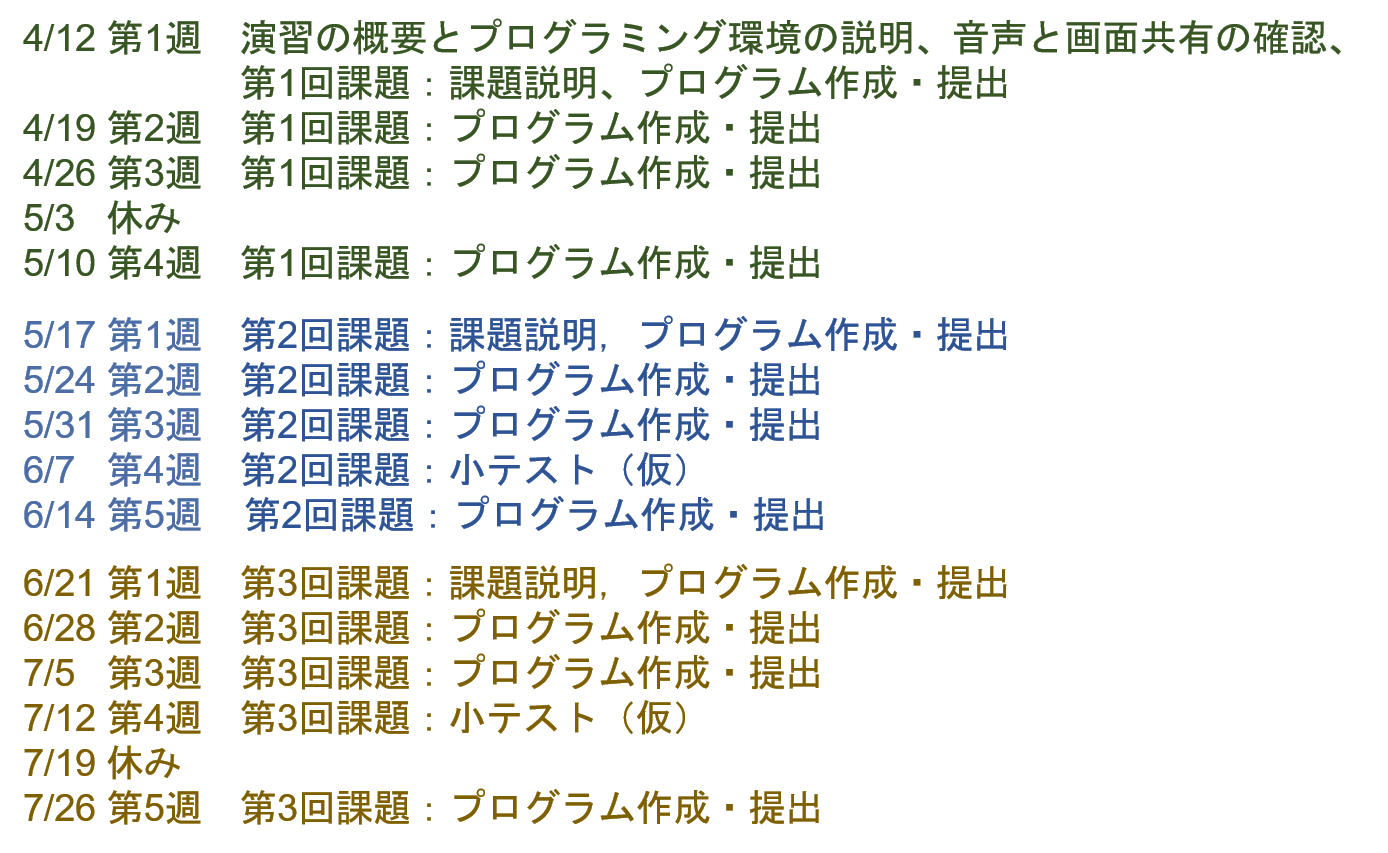 4/12 第1週 演習の概要とプログラミング環境の説明、音声と画面共有の確認、
第1回課題：課題説明、プログラム作成・提出
4/19 第2週 第1回課題：プログラム作成・提出
4/26 第3週 第1回課題：プログラム作成・提出
5/3 休み
5/10 第4週 第1回課題：プログラム作成・提出
5/17 第1週 第2回課題：課題説明，プログラム作成・提出
5/24 第2週 第2回課題：プログラム作成・提出
5/31 第3週 第2回課題：プログラム作成・提出
6/7 第4週 第2回課題：小テスト（仮）
6/14 第5週 第2回課題：プログラム作成・提出
6/21 第1週 第3回課題：課題説明，プログラム作成・提出
6/28 第2週 第3回課題：プログラム作成・提出
7/5 第3週 第3回課題：プログラム作成・提出
7/12 第4週 第3回課題：小テスト（仮）
7/19 休み
7/26 第5週 第3回課題：プログラム作成・提出